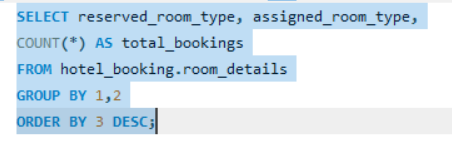 SELECT reserved_room_type, assigned_room_type,
COUNT(*) AS total_bookings
FROM hotel_booking.room_details
GROUP BY 1,2
ORDER BY 3 DESC;